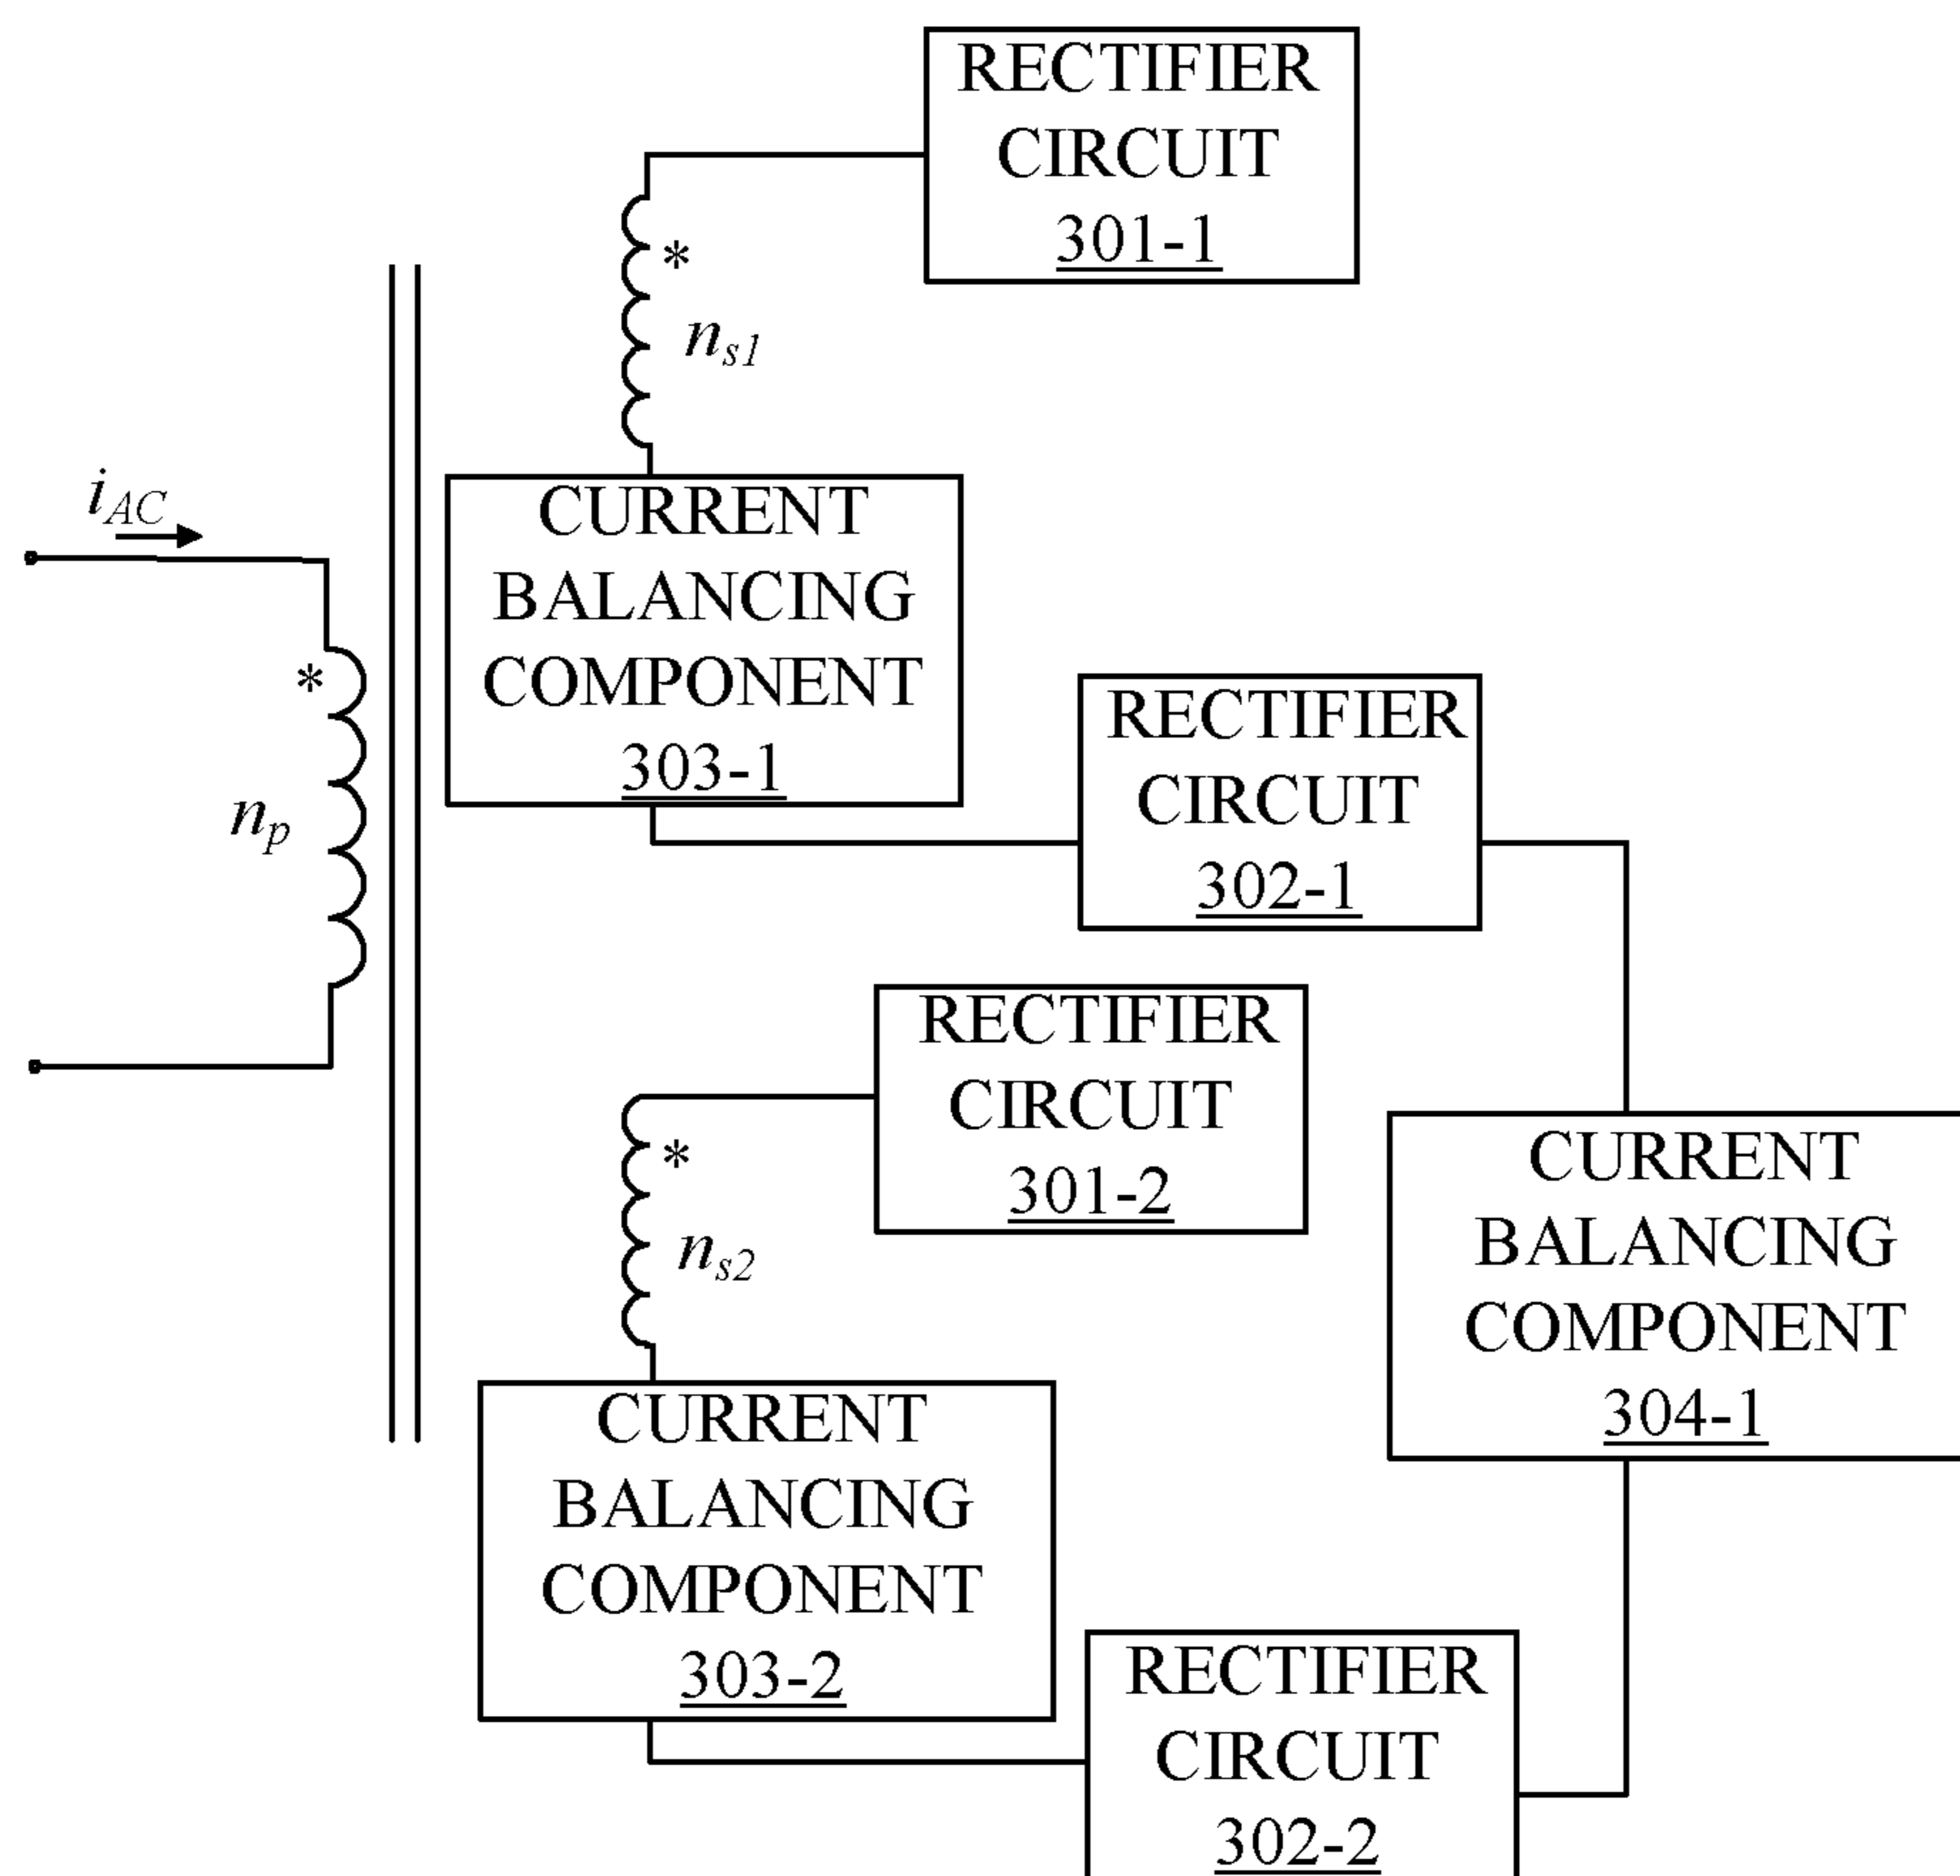 RECTIFIER
CIRCUIT
301-1
*
ns1
iAC
CURRENT
BALANCING
COMPONENT
303-1
*
np
RECTIFIER
CIRCUIT
302-1
RECTIFIER
CIRCUIT
301-2
*
ns2
CURRENT
BALANCING
COMPONENT
304-1
CURRENT
BALANCING
COMPONENT
303-2
RECTIFIER
CIRCUIT
302-2